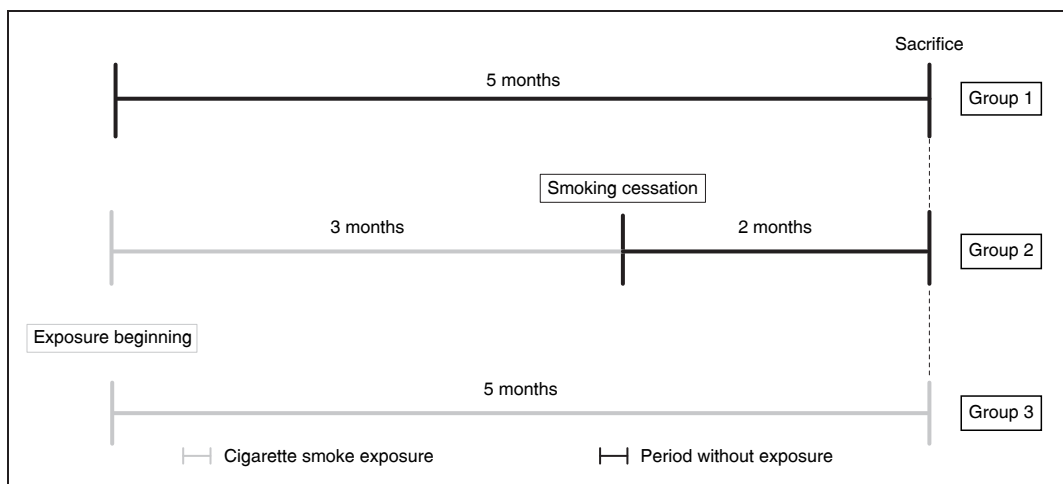 Sacrifice
5 months
Group 1
Smoking cessation
3 months
2 months
Group 2
Exposure beginning
5 months
Group 3
Cigarette smoke exposure
Period without exposure